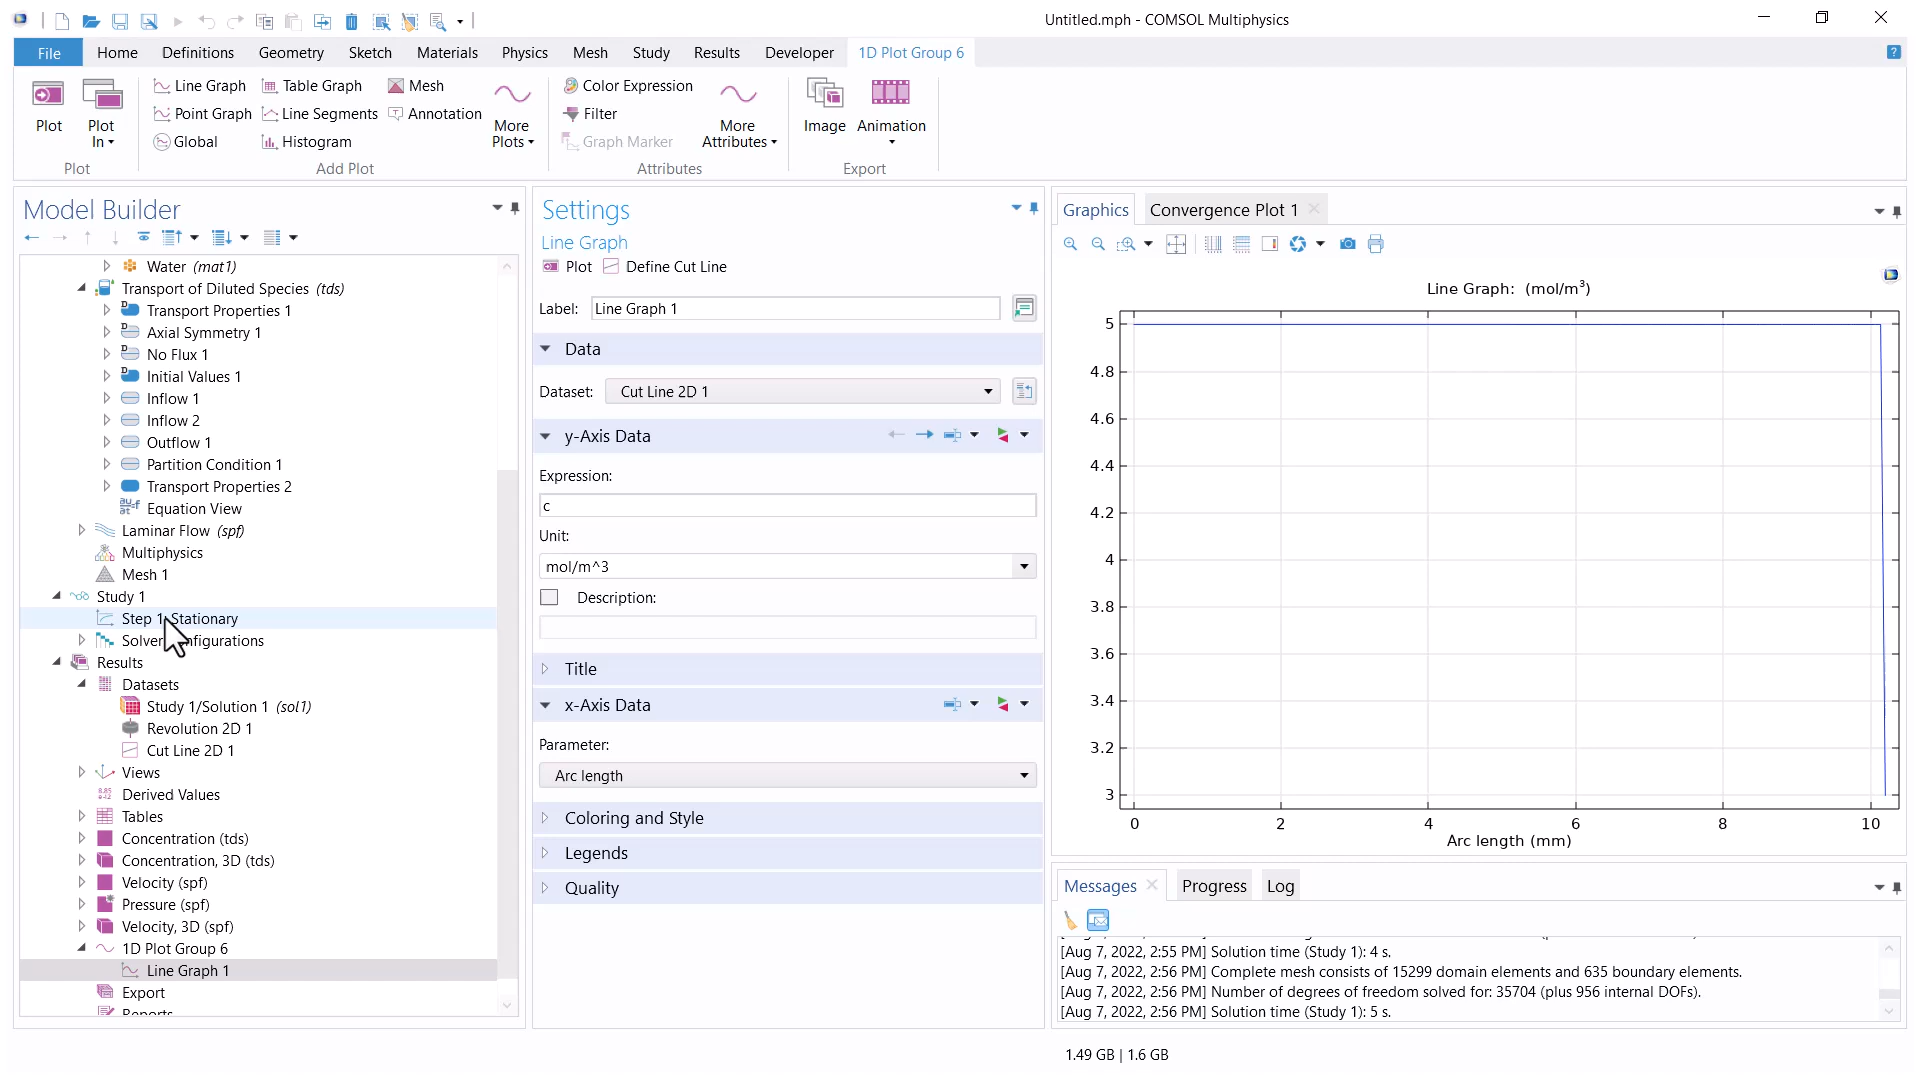 Untitled.mph - COMSOL Multiphysics
File Home Definitions Geometry Sketch Materials Physics Mesh Study Results Developer 1D Plot Group 6
Plot
Plot In
Plot
Line Graph
Point Graph
Global
Table Graph
Line Segments
Histogram
Mesh
Annotation
More Plots
Add Plot
Color Expression
Filter
Graph Marker
More Attributes
Attributes
Image
Animation
Export
Model Builder
Water (mat1)
Transport of Diluted Species (tds)
Transport Properties 1
Axial Symmetry 1
No Flux 1
Initial Values 1
Inflow 1
Inflow 2
Outflow 1
Partition Condition 1
Transport Properties 2
Equation View
Laminar Flow (spf)
Multiphysics
Mesh 1
Study 1
Step 1: Stationary
Results
Datasets
Study 1/Solution 1 (sol1)
Revolution 2D 1
Cut Line 2D 1
Views
Derived Values
Tables
Concentration (tds)
Concentration, 3D (tds)
Velocity (spf)
Pressure (spf)
Velocity, 3D (spf)
1D Plot Group 6
Line Graph 1
Export
Settings
Line Graph
Plot Define Cut Line
Label: Line Graph 1
Data
Dataset: Cut Line 2D 1
y-Axis Data
Expression:
c
Unit:
mol/m^3
Description:
Title
x-Axis Data
Parameter:
Arc length
Coloring and Style
Legends
Quality
Graphics Convergence Plot 1
Line Graph: (mol/m³)
5
4.8
4.6
4.4
4.2
4
3.8
3.6
3.4
3.2
3
0 2 4 6 8 10
Arc length (mm)
Messages Progress Log
[Aug 7, 2022, 2:55 PM] Solution time (Study 1): 4 s.
[Aug 7, 2022, 2:56 PM] Complete mesh consists of 15299 domain elements and 635 boundary elements.
[Aug 7, 2022, 2:56 PM] Number of degrees of freedom solved for: 35704 (plus 956 internal DOFs).
[Aug 7, 2022, 2:56 PM] Solution time (Study 1): 5 s.
1.49 GB | 1.6 GB